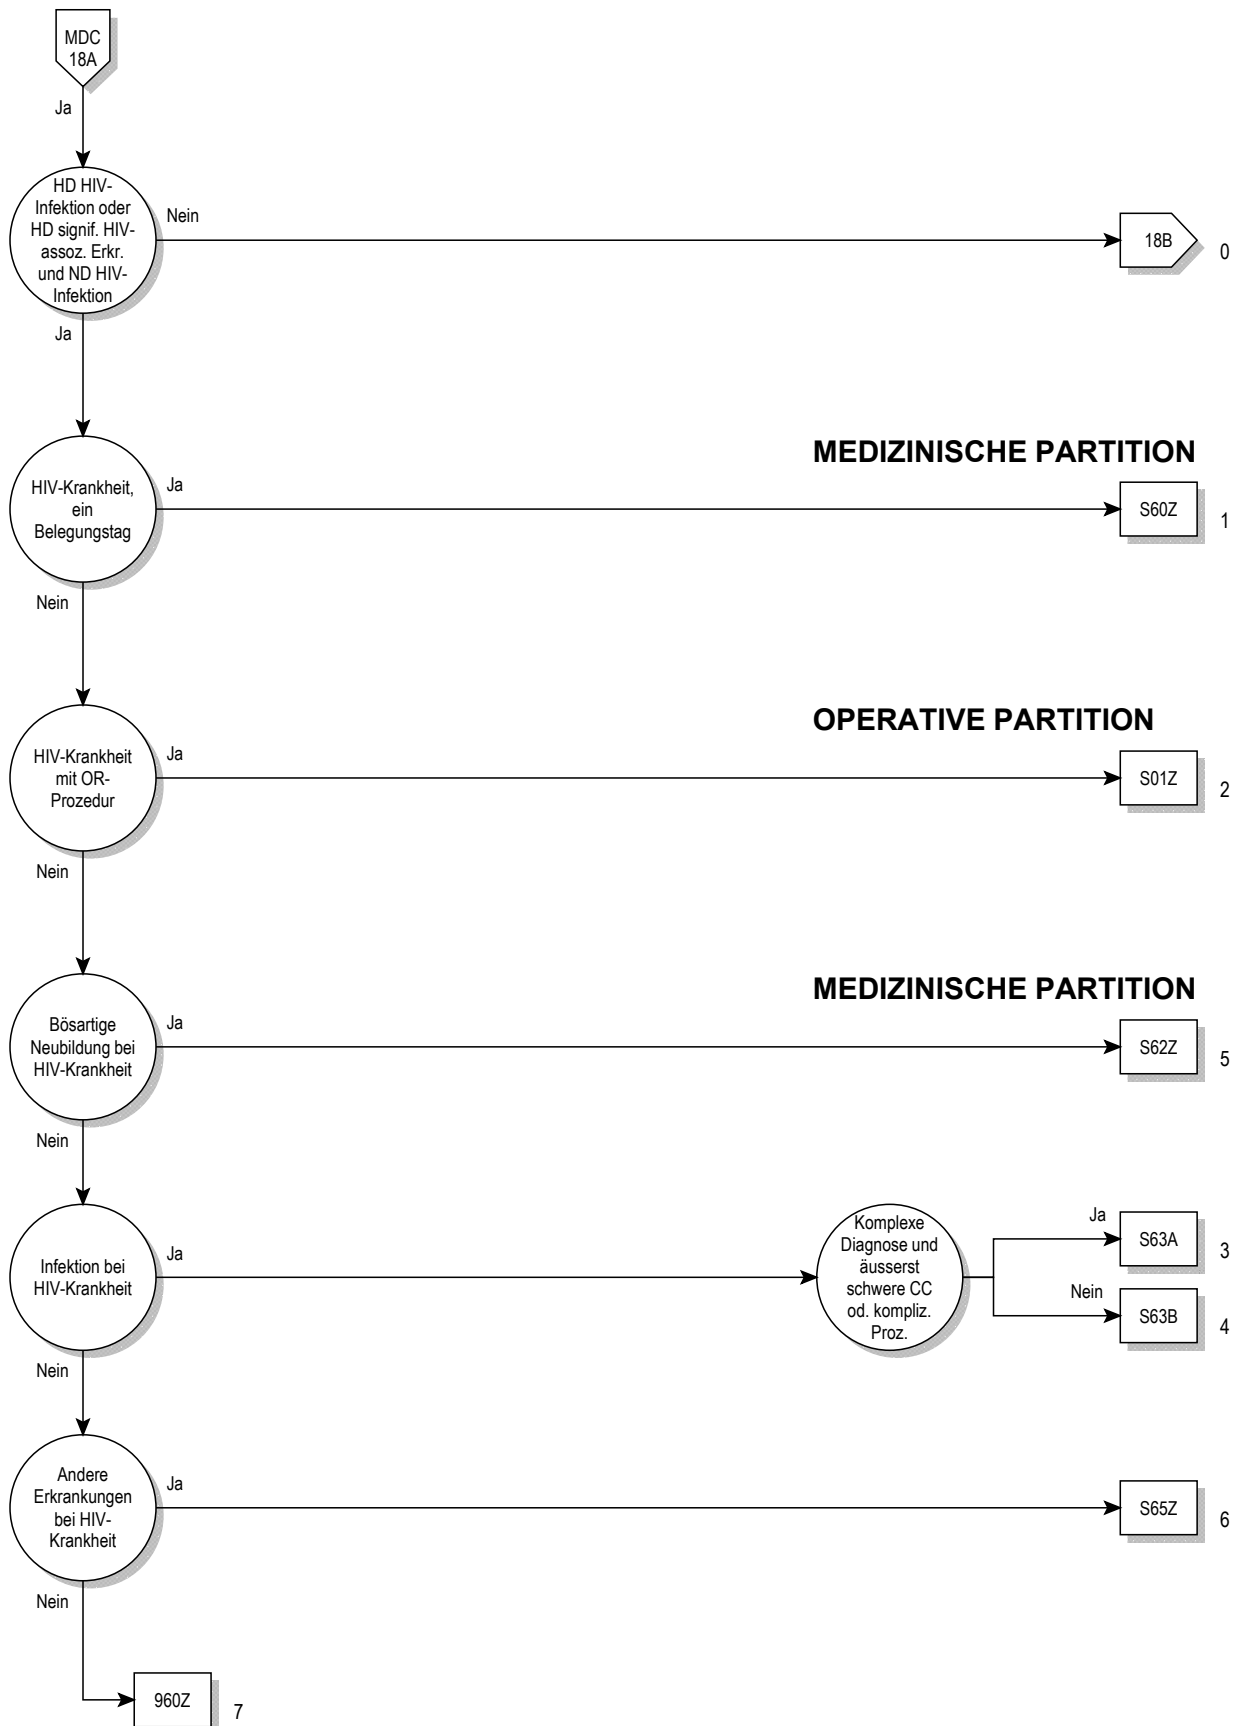 MDC
18A
Ja
HD HIV-
Infektion oder
HD signif. HIV-
assoz. Erkr.
und ND HIV-
Infektion
Nein
18B
0
Ja
MEDIZINISCHE PARTITION
HIV-Krankheit,
ein
Belegungstag
Ja
S60Z
1
Nein
OPERATIVE PARTITION
HIV-Krankheit
mit OR-
Prozedur
Ja
S01Z
2
Nein
MEDIZINISCHE PARTITION
Bösartige
Neubildung bei
HIV-Krankheit
Ja
S62Z
5
Nein
Infektion bei
HIV-Krankheit
Ja
Komplexe
Diagnose und
äusserst
schwere CC
od. kompliz.
Proz.
Ja
S63A
3
Nein
S63B
4
Nein
Andere
Erkrankungen
bei HIV-
Krankheit
Ja
S65Z
6
Nein
960Z
7